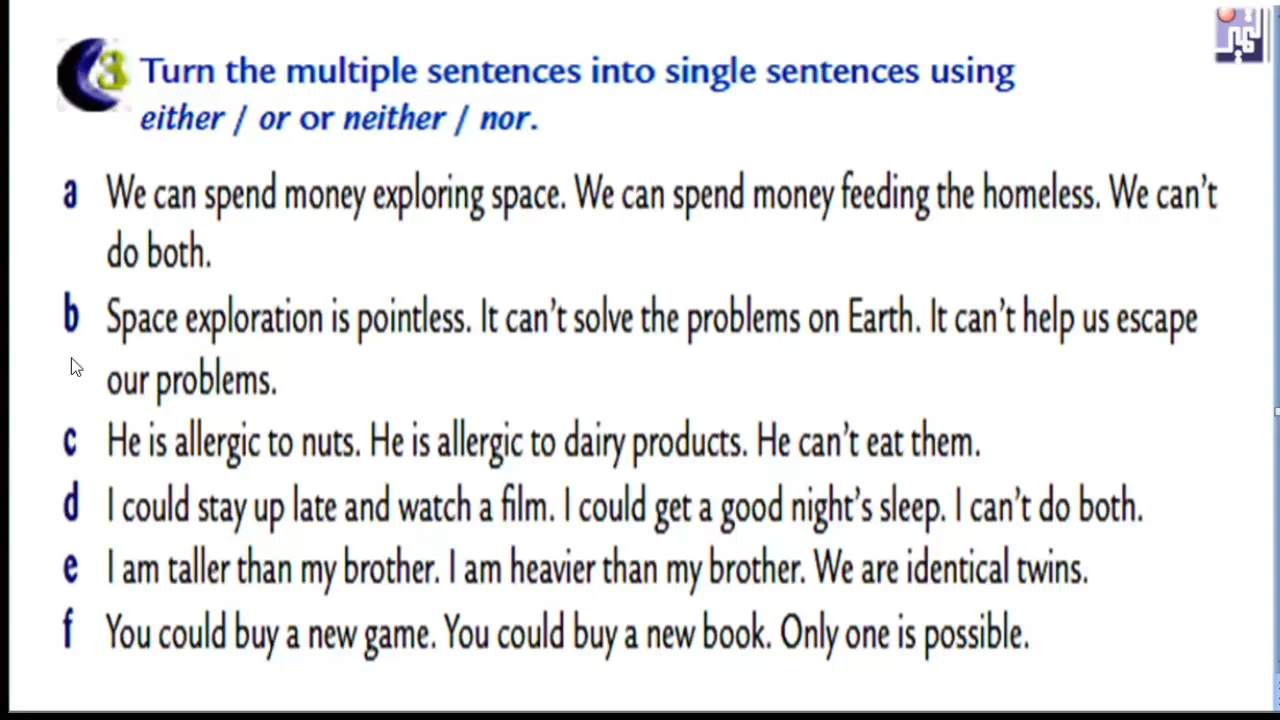 3 Turn the multiple sentences into single sentences using
either / or or neither / nor.
a We can spend money exploring space. We can spend money feeding the homeless. We can't
do both.
b Space exploration is pointless. It can't solve the problems on Earth. It can't help us escape
our problems.
c He is allergic to nuts. He is allergic to dairy products. He can't eat them.
d I could stay up late and watch a film. I could get a good night's sleep. I can't do both.
e I am taller than my brother. I am heavier than my brother. We are identical twins.
f You could buy a new game. You could buy a new book. Only one is possible.